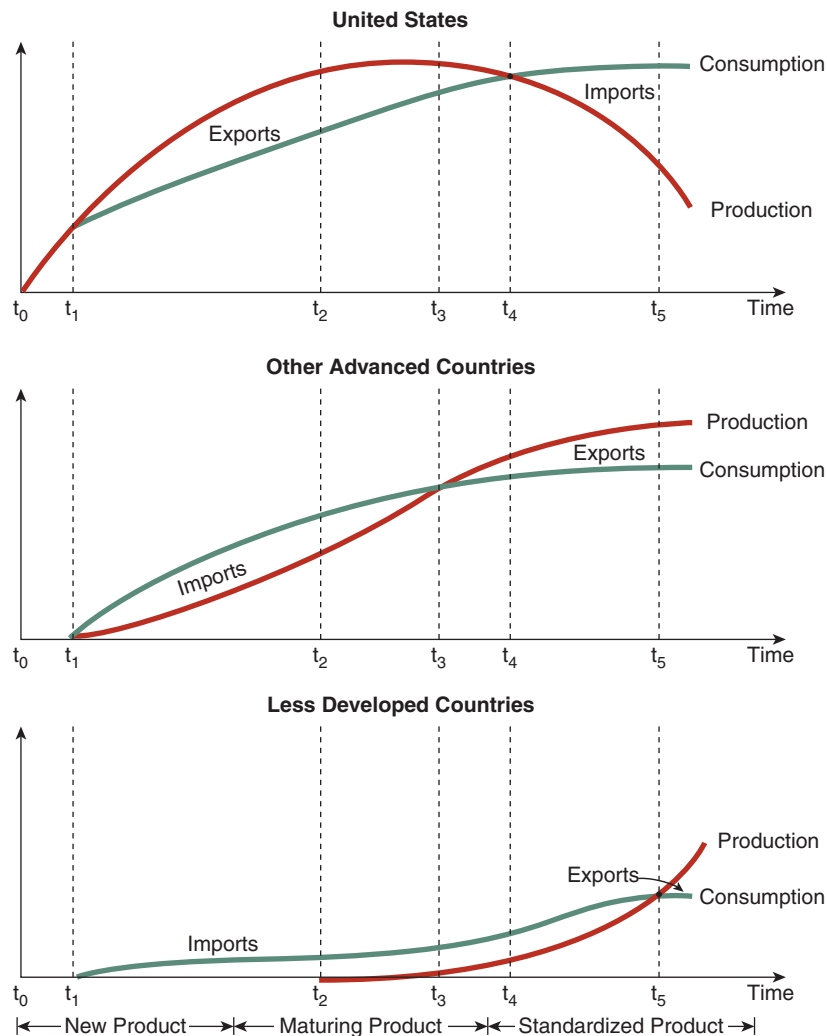 United States
Consumption
Imports
Exports
Production
t0 t1 t2 t3 t4 t5 Time
Other Advanced Countries
Production
Exports
Consumption
Imports
t0 t1 t2 t3 t4 t5 Time
Less Developed Countries
Production
Exports
Consumption
Imports
t0 t1 t2 t3 t4 t5 Time
New Product Maturing Product Standardized Product